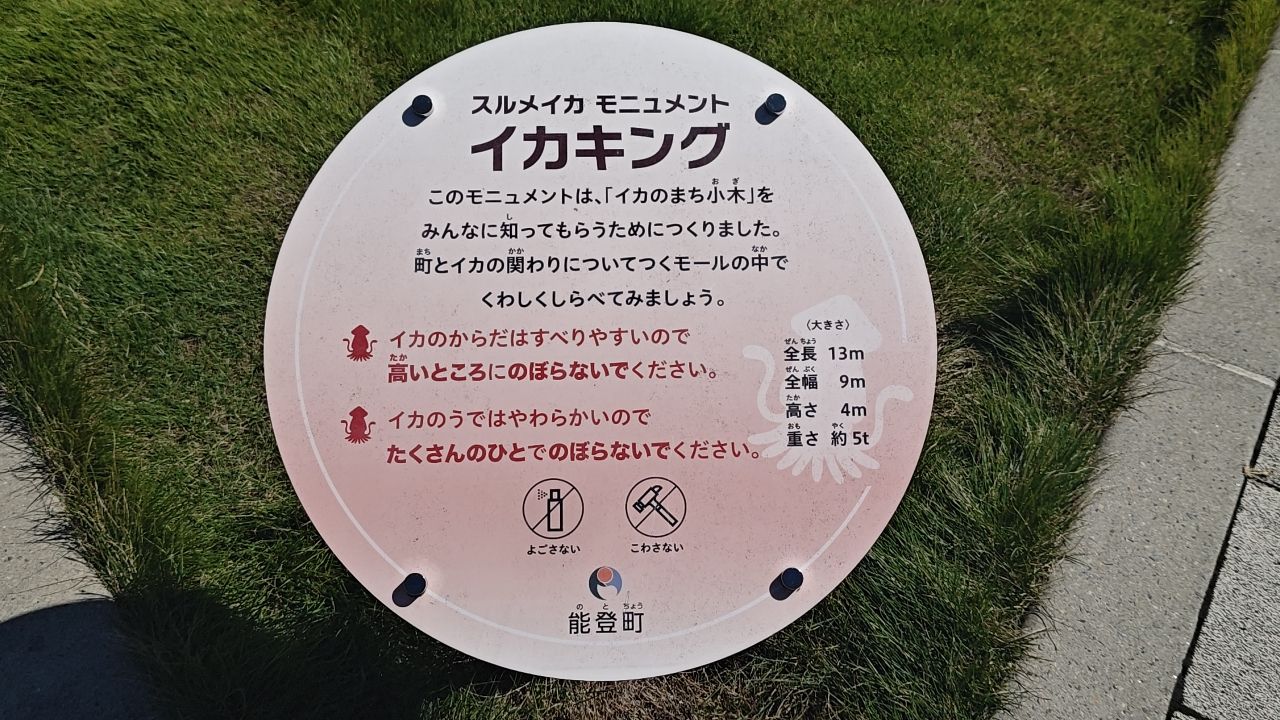 スルメイカ モニュメント
イカキング
このモニュメントは、「イカのまち小木」を
みんなに知ってもらうためにつくりました。
町とイカの関わりについてつくモールの中で
くわしくしらべてみましょう。
イカのからだはすべりやすいので
高いところにのぼらないでください。
イカのうではやわらかいので
たくさんのひとでのぼらないでください。
〈大きさ〉
全長 13m
全幅 9m
高さ 4m
重さ 約5t
よごさない こわさない
能登町